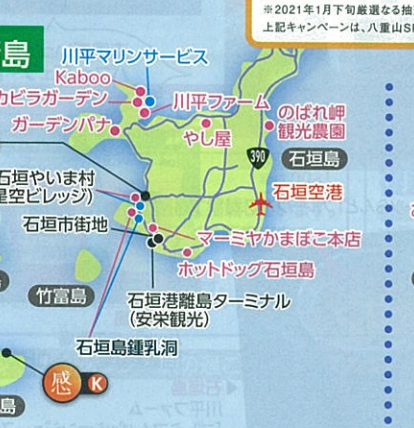 ※2021年1月下旬厳選なる抽
上記キャンペーンは、八重山S
島
川平マリンサービス
Kaboo
カビラガーデン
川平ファーム
ガーデンパナ
やし屋
のばれ岬
観光農園
390
石垣島
石垣やいま村
星空ビレッジ)
石垣空港
石垣市街地
マーミヤかまぼこ本店
ホットドッグ石垣島
竹富島
石垣港離島ターミナル
(安栄観光)
石垣島鍾乳洞
感 K
島